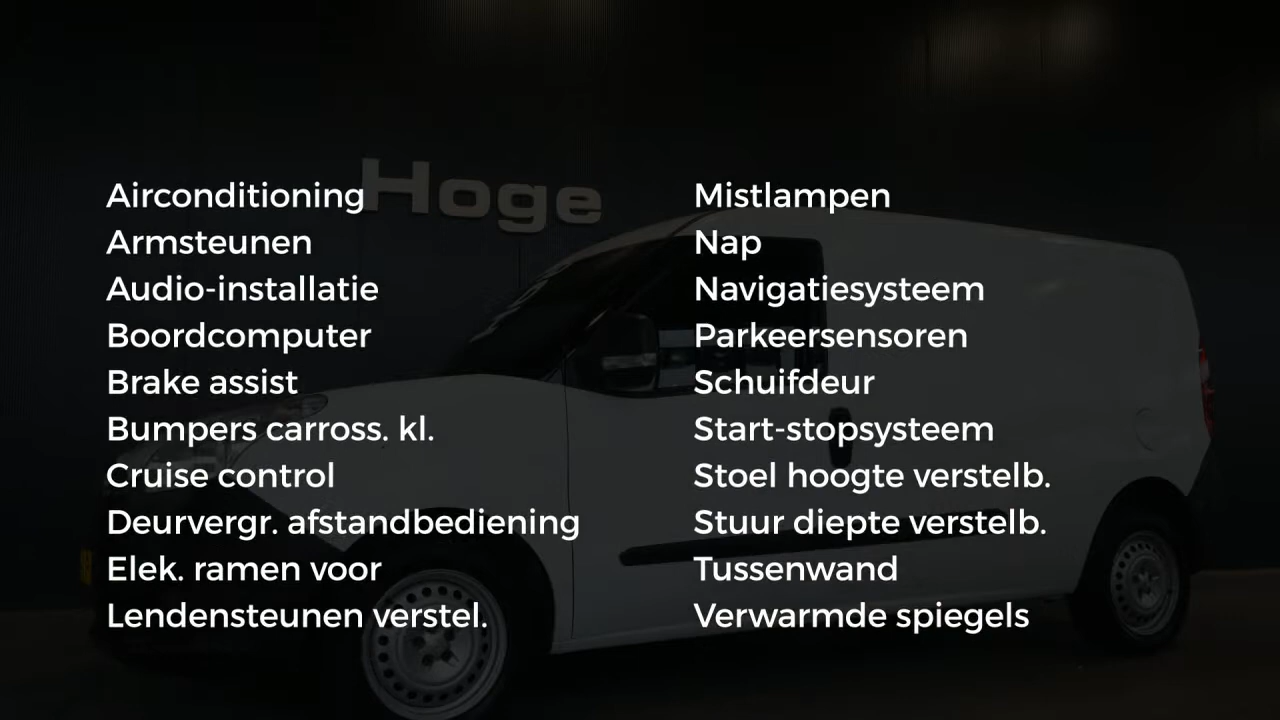 Hoge
Airconditioning
Armsteunen
Audio-installatie
Boordcomputer
Brake assist
Bumpers carross. kl.
Cruise control
Deurvergr. afstandbediening
Elek. ramen voor
Lendensteunen verstel.
Mistlampen
Nap
Navigatiesysteem
Parkeersensoren
Schuifdeur
Start-stopsysteem
Stoel hoogte verstelb.
Stuur diepte verstelb.
Tussenwand
Verwarmde spiegels